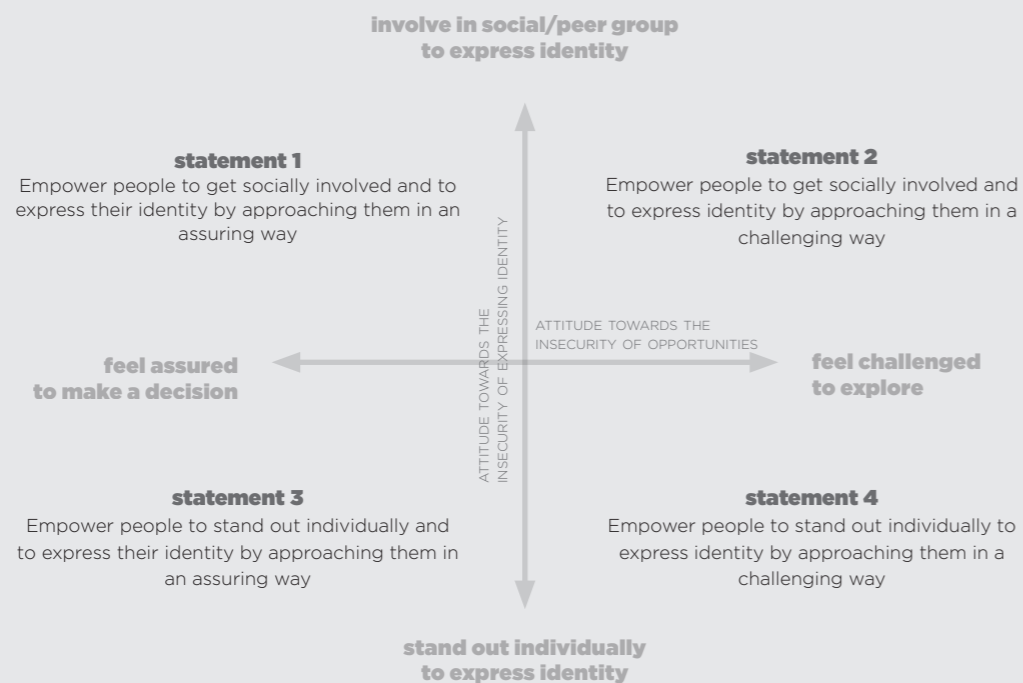 involve in social/peer group
to express identity
statement 1
Empower people to get socially involved and to
express their identity by approaching them in an
assuring way
statement 2
Empower people to get socially involved and
to express identity by approaching them in a
challenging way
ATTITUDE TOWARDS THE
INSECURITY OF EXPRESSING IDENTITY
ATTITUDE TOWARDS THE
INSECURITY OF OPPORTUNITIES
feel assured
to make a decision
feel challenged
to explore
statement 3
Empower people to stand out individually and
to express their identity by approaching them in
an assuring way
statement 4
Empower people to stand out individually to
express identity by approaching them in a
challenging way
stand out individually
to express identity